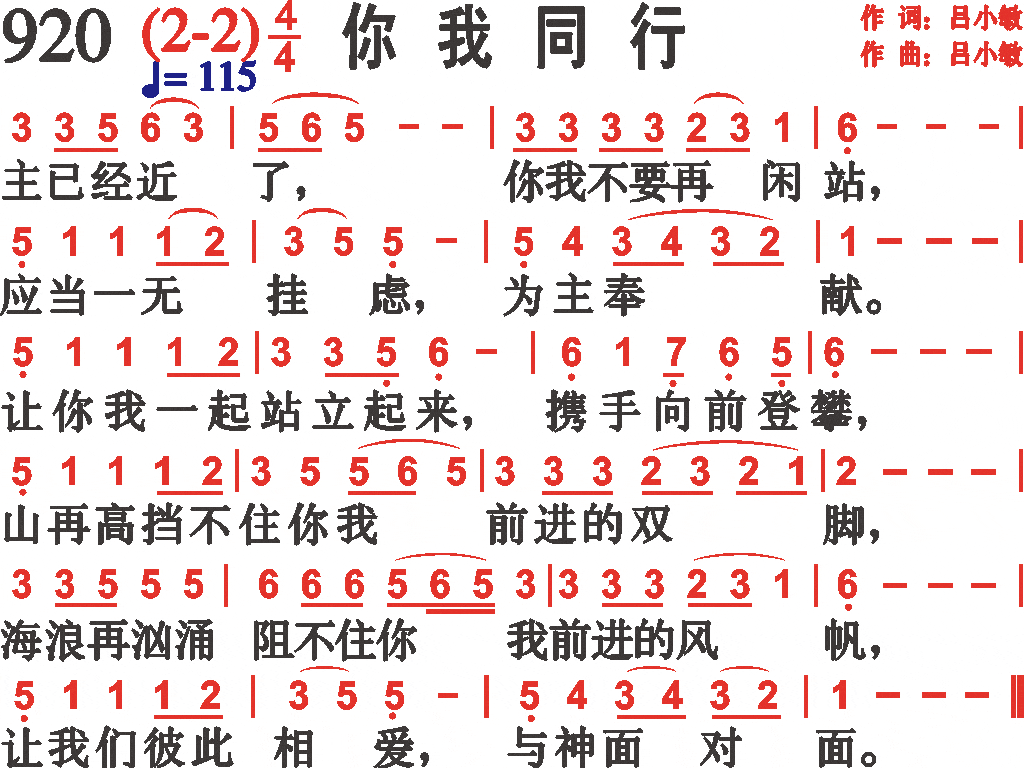 920 (2-2) 4/4 你我同行 作 词：吕小敏
♩= 115 作 曲：吕小敏
3 3 5 6 3 | 5 6 5 – – | 3 3 3 3 2 3 1 | 6 – – – |
主已经近 了， 你我不要再 闲 站，
5 1 1 1 2 | 3 5 5 – | 5 4 3 4 3 2 | 1 – – – |
应当一无 挂 虑， 为主奉 献。
5 1 1 1 2 | 3 3 5 6 – | 6 1 7 6 5 | 6 – – – |
让你我一起站立起来， 携手向前登攀，
5 1 1 1 2 | 3 5 5 6 5 | 3 3 3 2 3 2 1 | 2 – – – |
山再高挡不住你我 前进的双 脚，
3 3 5 5 5 | 6 6 6 5 6 5 3 | 3 3 3 2 3 1 | 6 – – – |
海浪再汹涌 阻不住你 我前进的风 帆，
5 1 1 1 2 | 3 5 5 – | 5 4 3 4 3 2 | 1 – – – ‖
让我们彼此 相 爱， 与神面 对 面。